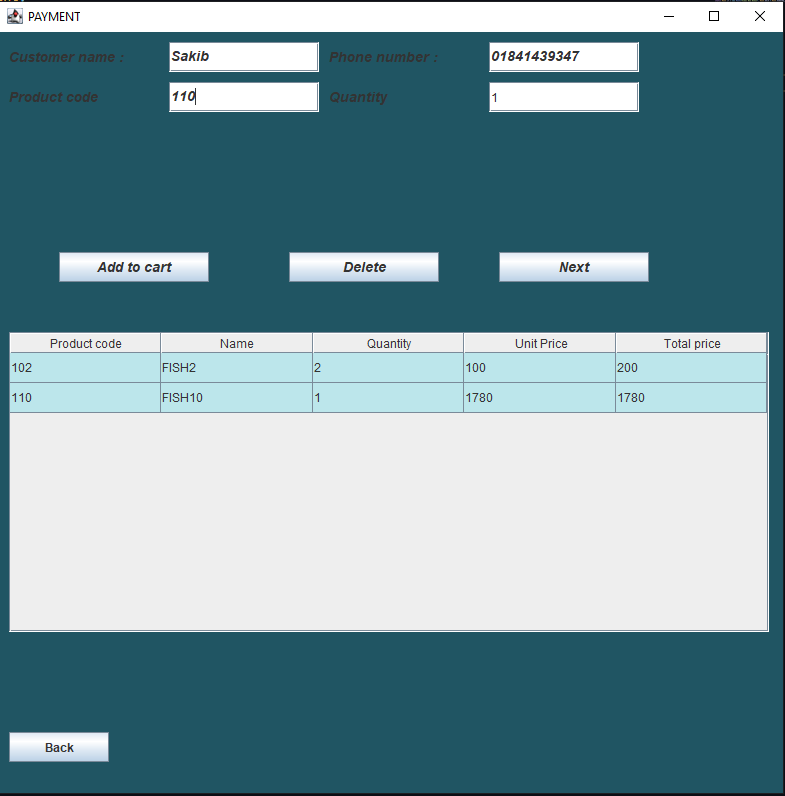 PAYMENT
Customer name : Sakib Phone number : 01841439347
Product code 110 Quantity 1
Add to cart Delete Next
Product code Name Quantity Unit Price Total price
102 FISH2 2 100 200
110 FISH10 1 1780 1780
Back